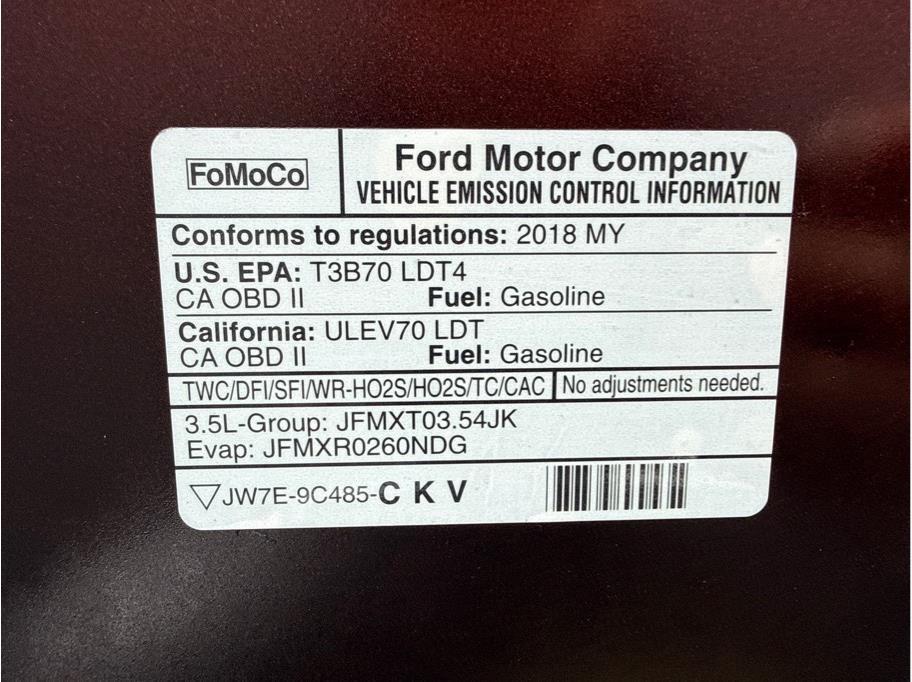 FoMoCo
Ford Motor Company
VEHICLE EMISSION CONTROL INFORMATION
Conforms to regulations: 2018 MY
U.S. EPA: T3B70 LDT4
CA OBD II Fuel: Gasoline
California: ULEV70 LDT
CA OBD II Fuel: Gasoline
TWC/DFI/SFI/WR-HO2S/HO2S/TC/CAC No adjustments needed.
3.5L-Group: JFMXT03.54JK
Evap: JFMXR0260NDG
JW7E-9C485-C K V